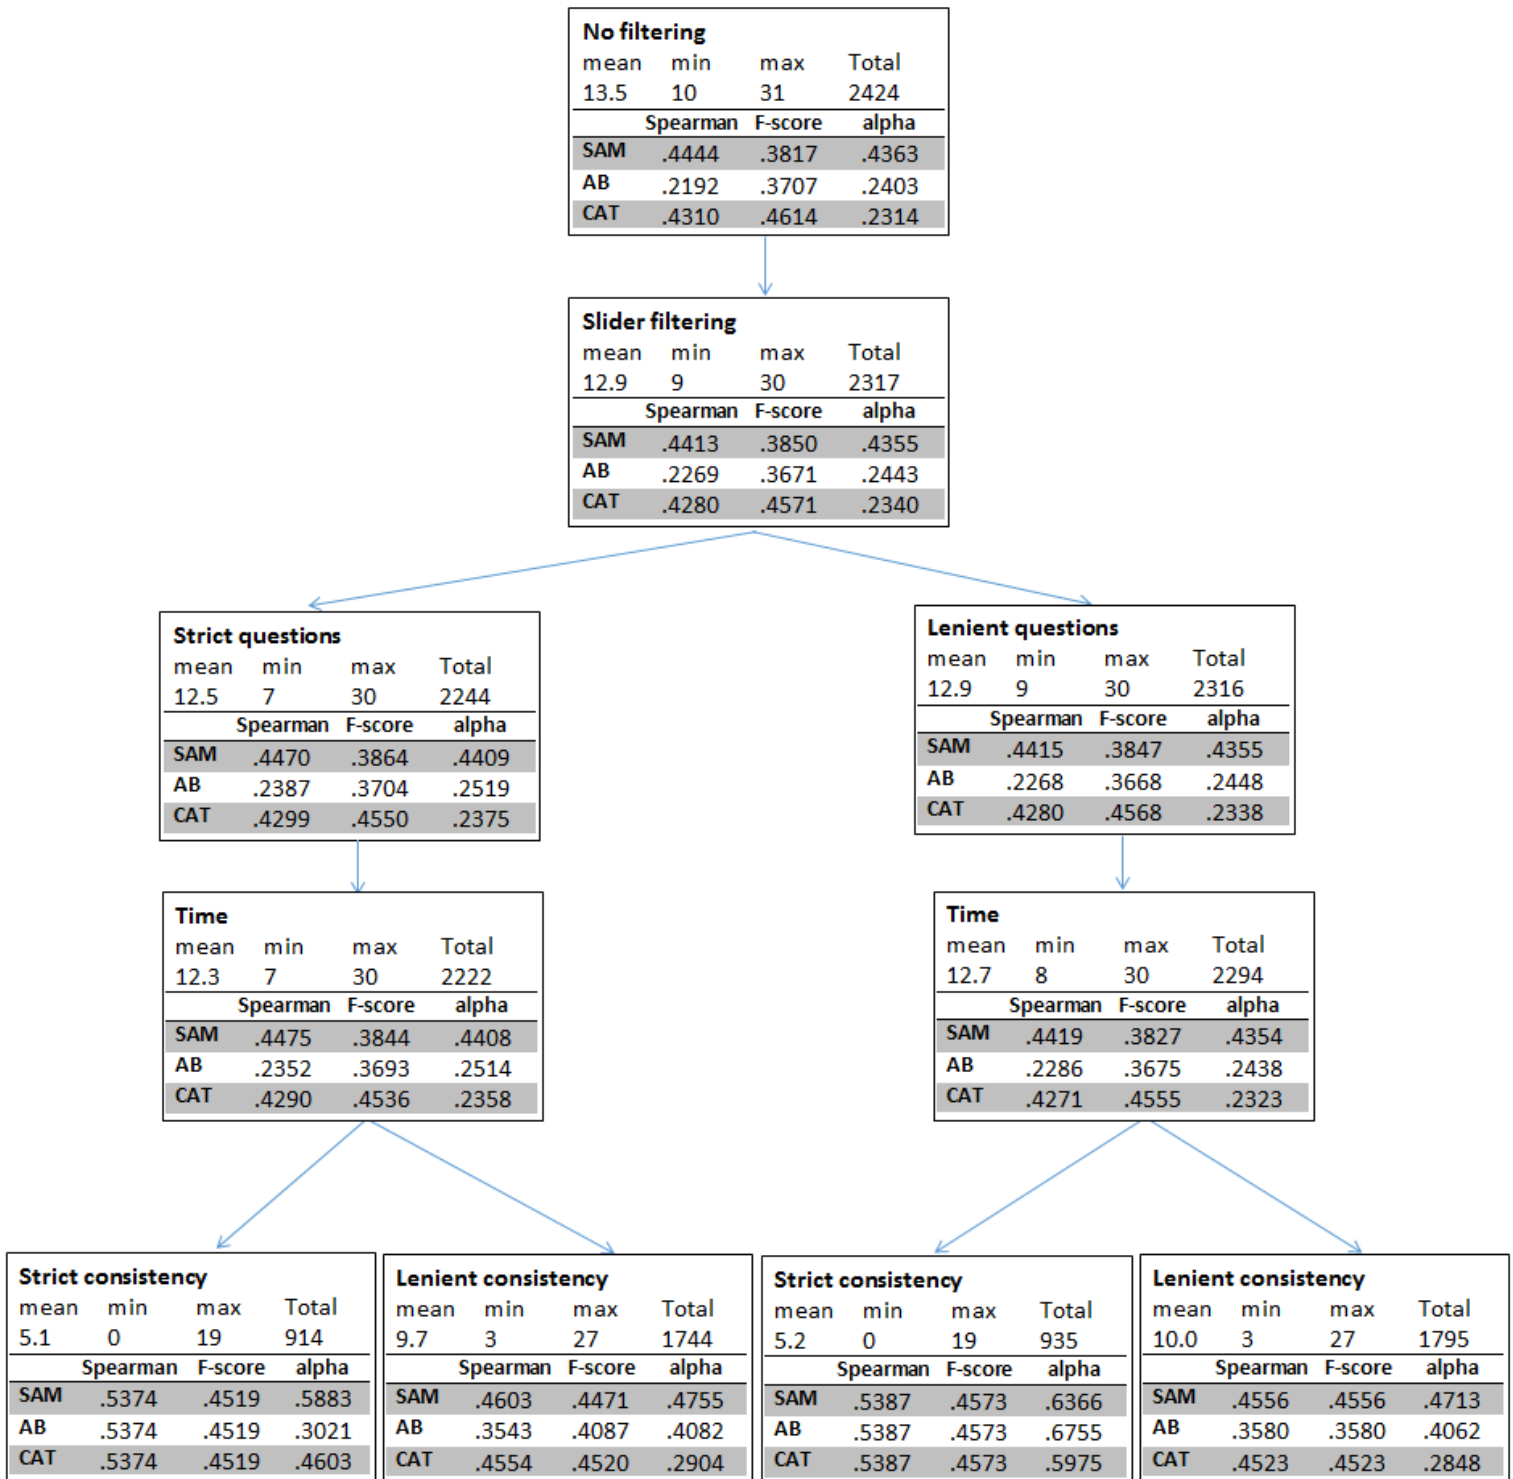 No filtering
mean min max Total
13.5 10 31 2424
Spearman F-score alpha
SAM .4444 .3817 .4363
AB .2192 .3707 .2403
CAT .4310 .4614 .2314
Slider filtering
mean min max Total
12.9 9 30 2317
Spearman F-score alpha
SAM .4413 .3850 .4355
AB .2269 .3671 .2443
CAT .4280 .4571 .2340
Strict questions
mean min max Total
12.5 7 30 2244
Spearman F-score alpha
SAM .4470 .3864 .4409
AB .2387 .3704 .2519
CAT .4299 .4550 .2375
Lenient questions
mean min max Total
12.9 9 30 2316
Spearman F-score alpha
SAM .4415 .3847 .4355
AB .2268 .3668 .2448
CAT .4280 .4568 .2338
Time
mean min max Total
12.3 7 30 2222
Spearman F-score alpha
SAM .4475 .3844 .4408
AB .2352 .3693 .2514
CAT .4290 .4536 .2358
Time
mean min max Total
12.7 8 30 2294
Spearman F-score alpha
SAM .4419 .3827 .4354
AB .2286 .3675 .2438
CAT .4271 .4555 .2323
Strict consistency
mean min max Total
5.1 0 19 914
Spearman F-score alpha
SAM .5374 .4519 .5883
AB .5374 .4519 .3021
CAT .5374 .4519 .4603
Lenient consistency
mean min max Total
9.7 3 27 1744
Spearman F-score alpha
SAM .4603 .4471 .4755
AB .3543 .4087 .4082
CAT .4554 .4520 .2904
Strict consistency
mean min max Total
5.2 0 19 935
Spearman F-score alpha
SAM .5387 .4573 .6366
AB .5387 .4573 .6755
CAT .5387 .4573 .5975
Lenient consistency
mean min max Total
10.0 3 27 1795
Spearman F-score alpha
SAM .4556 .4556 .4713
AB .3580 .3580 .4062
CAT .4523 .4523 .2848